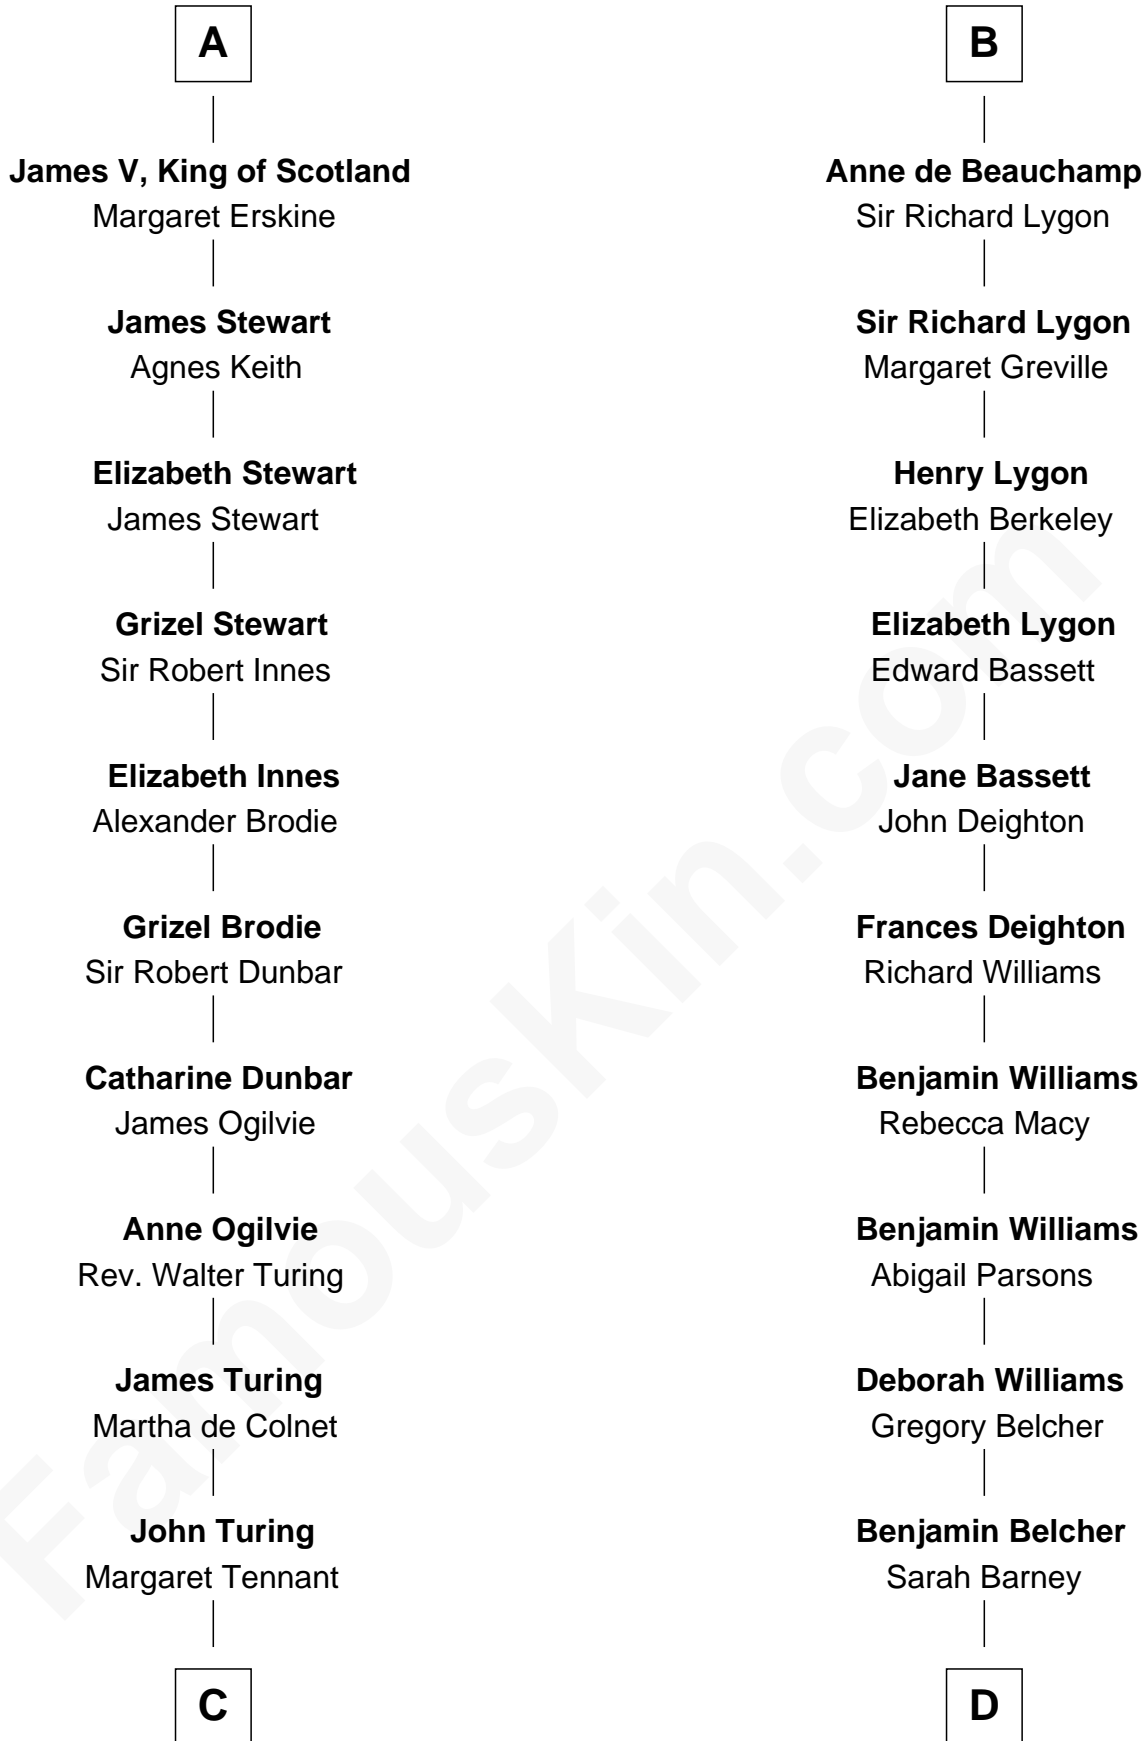 A
James V, King of Scotland
Margaret Erskine
James Stewart
Agnes Keith
Elizabeth Stewart
James Stewart
Grizel Stewart
Sir Robert Innes
Elizabeth Innes
Alexander Brodie
Grizel Brodie
Sir Robert Dunbar
Catharine Dunbar
James Ogilvie
Anne Ogilvie
Rev. Walter Turing
James Turing
Martha de Colnet
John Turing
Margaret Tennant
C
B
Anne de Beauchamp
Sir Richard Lygon
Sir Richard Lygon
Margaret Greville
Henry Lygon
Elizabeth Berkeley
Elizabeth Lygon
Edward Bassett
Jane Bassett
John Deighton
Frances Deighton
Richard Williams
Benjamin Williams
Rebecca Macy
Benjamin Williams
Abigail Parsons
Deborah Williams
Gregory Belcher
Benjamin Belcher
Sarah Barney
D
FamousKin.com